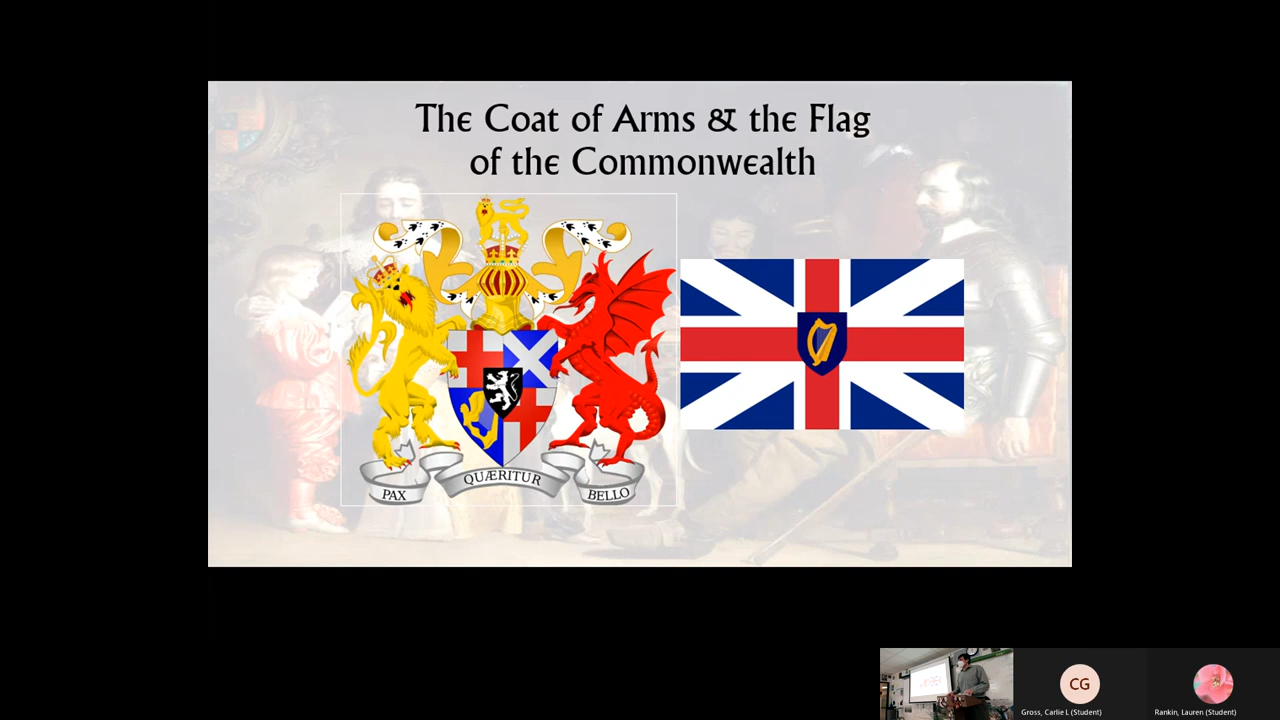 The Coat of Arms & the Flag
of the Commonwealth
PAX
QUÆRITUR
BELLO
CG
Gross, Carlie L (Student)
Rankin, Lauren (Student)